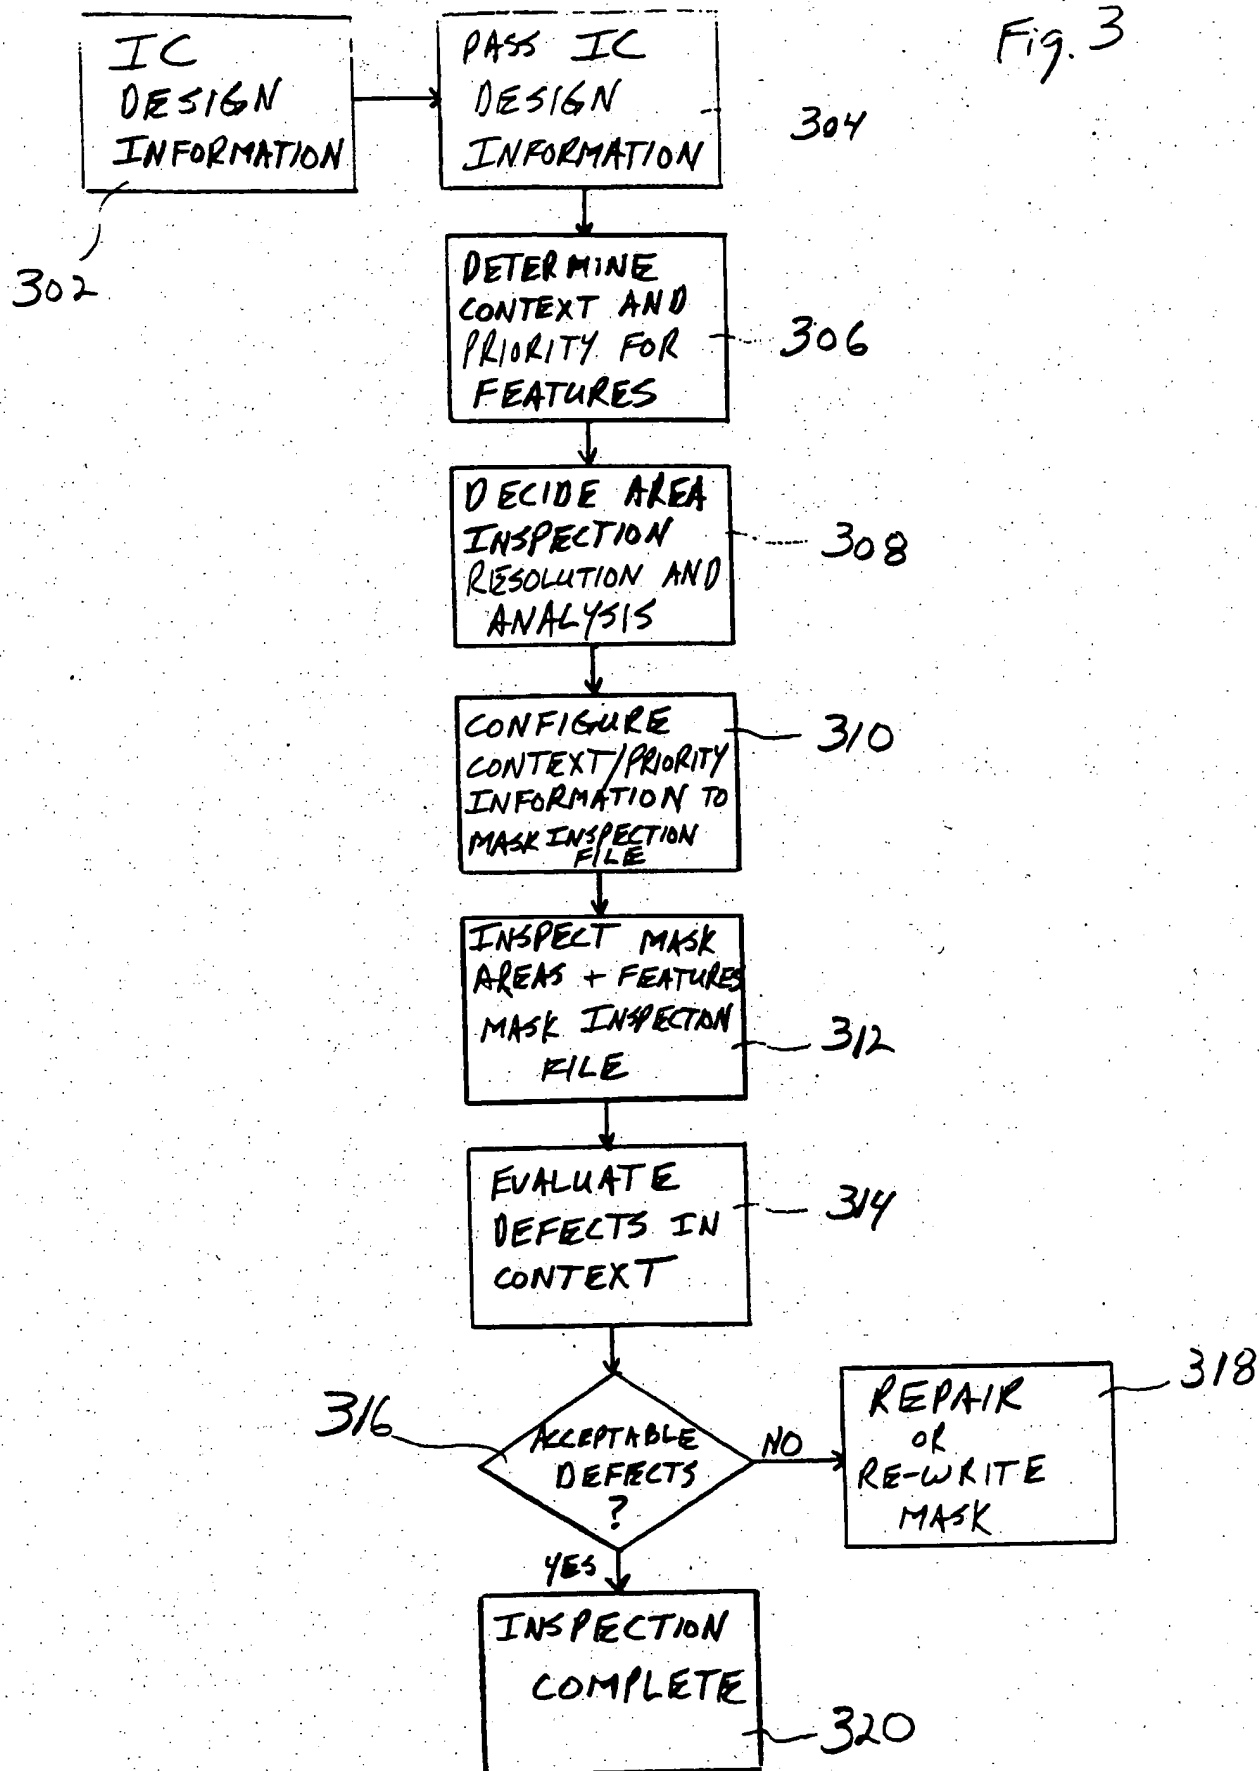 Fig. 3
IC
DESIGN
INFORMATION
302
PASS IC
DESIGN
INFORMATION
304
DETERMINE
CONTEXT AND
PRIORITY FOR
FEATURES
306
DECIDE AREA
INSPECTION
RESOLUTION AND
ANALYSIS
308
CONFIGURE
CONTEXT/PRIORITY
INFORMATION TO
MASK INSPECTION
FILE
310
INSPECT MASK
AREAS + FEATURES
MASK INSPECTION
FILE
312
EVALUATE
DEFECTS IN
CONTEXT
314
316
ACCEPTABLE
DEFECTS
?
NO
REPAIR
OR
RE-WRITE
MASK
318
YES
INSPECTION
COMPLETE
320